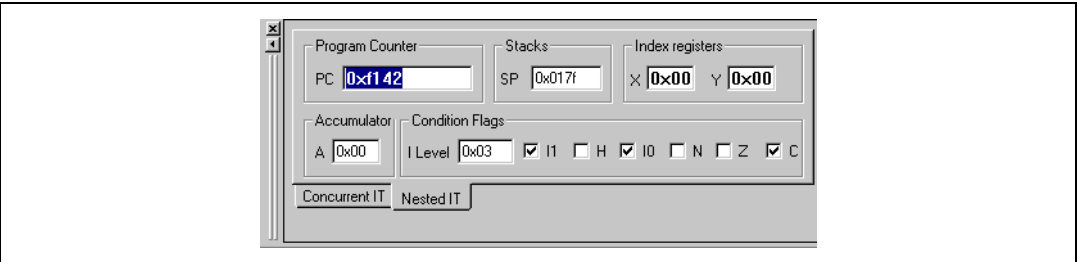 Program Counter Stacks Index registers
PC 0xf142 SP 0x017f X 0x00 Y 0x00
Accumulator Condition Flags
A 0x00 I Level 0x03 I1 H I0 N Z C
Concurrent IT Nested IT